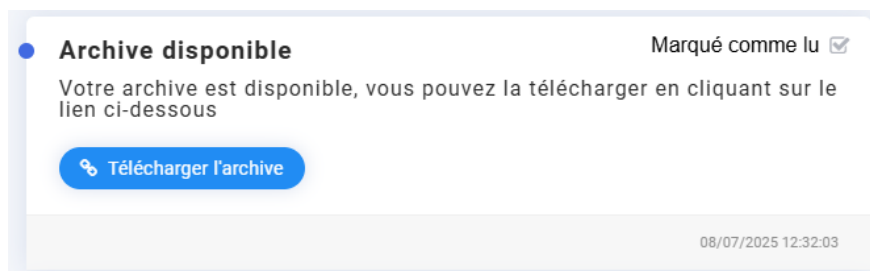 Archive disponible
Marqué comme lu
Votre archive est disponible, vous pouvez la télécharger en cliquant sur le
lien ci-dessous
Télécharger l'archive
08/07/2025 12:32:03